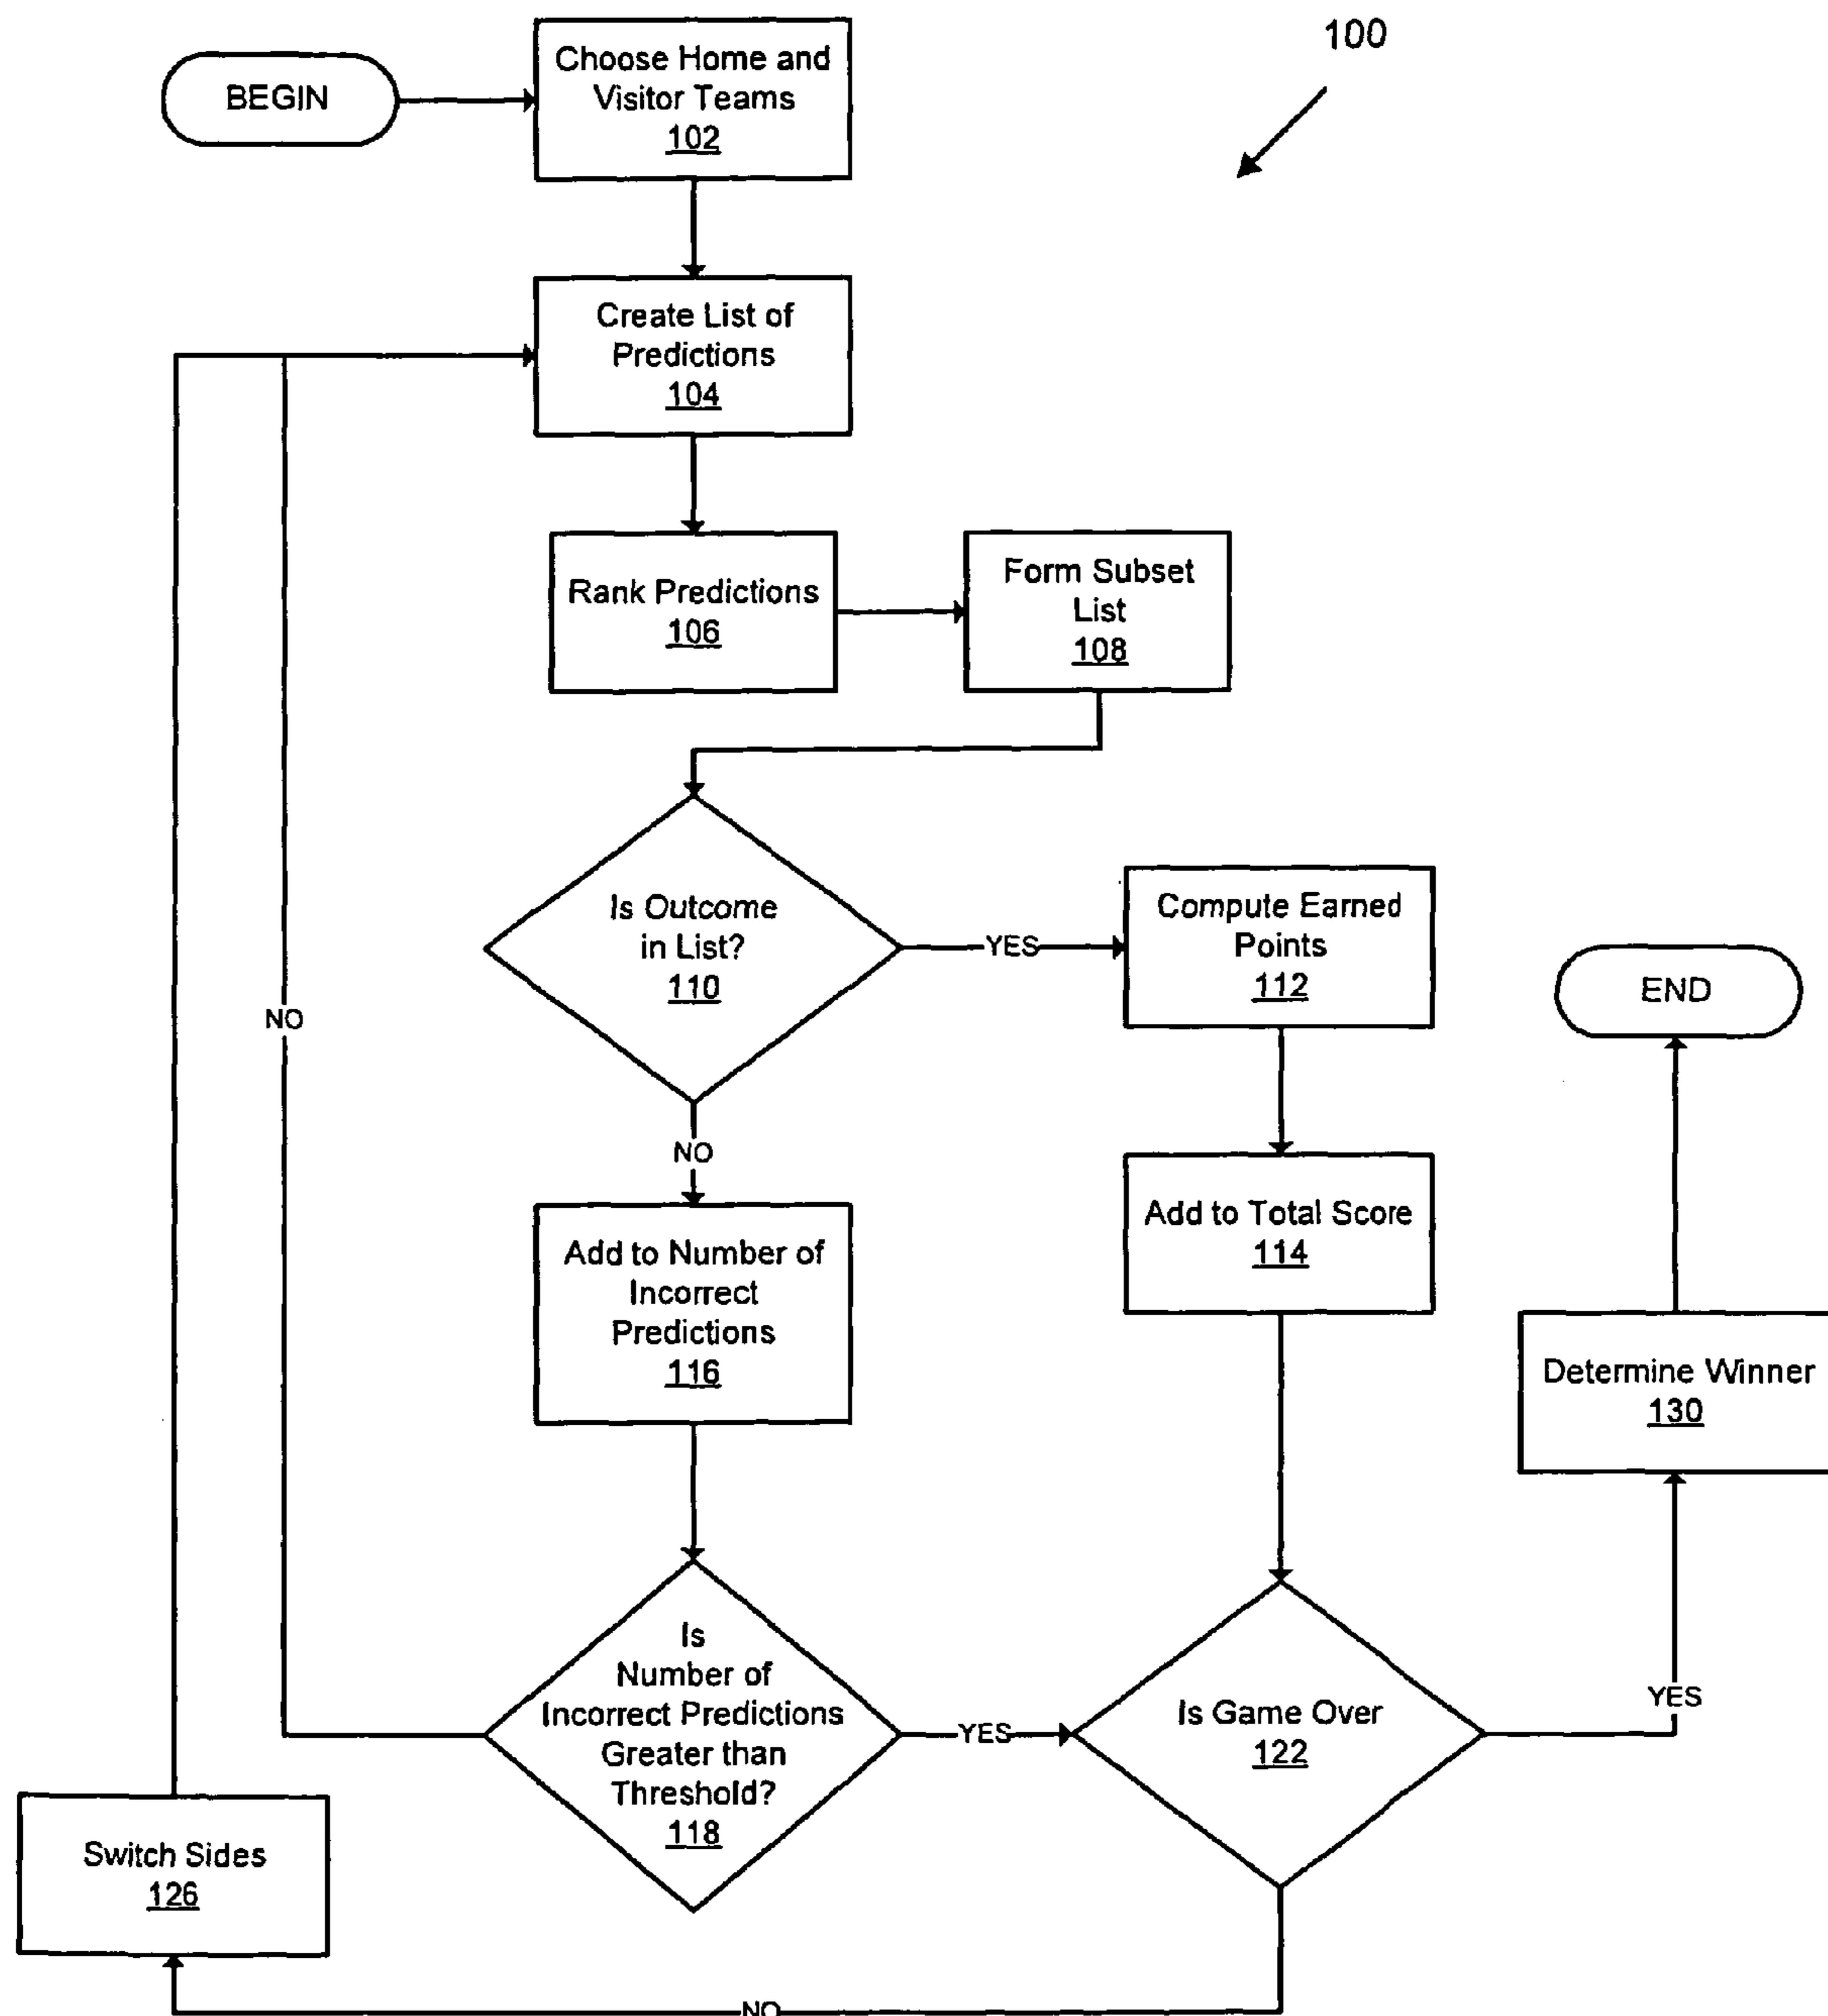 100
BEGIN
Choose Home and
Visitor Teams
102
Create List of
Predictions
104
Rank Predictions
106
Form Subset
List
108
Is Outcome
in List?
110
YES
Compute Earned
Points
112
END
NO
NO
Add to Number of
Incorrect
Predictions
116
Add to Total Score
114
Determine Winner
130
Is
Number of
Incorrect Predictions
Greater than
Threshold?
118
YES
Is Game Over
122
YES
Switch Sides
126
NO